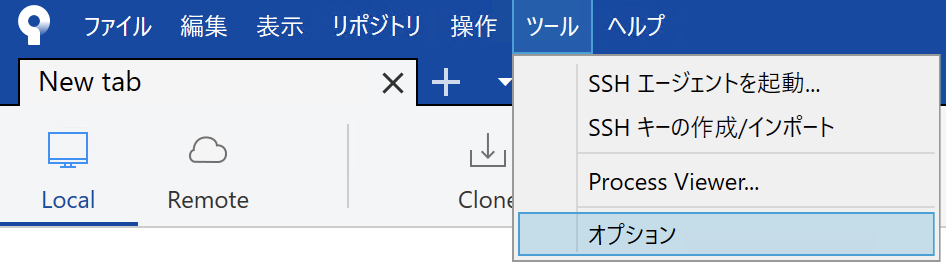 ファイル 編集 表示 リポジトリ 操作 ツール ヘルプ
New tab
SSH エージェントを起動...
SSH キーの作成/インポート
Process Viewer...
オプション
Local Remote Clone